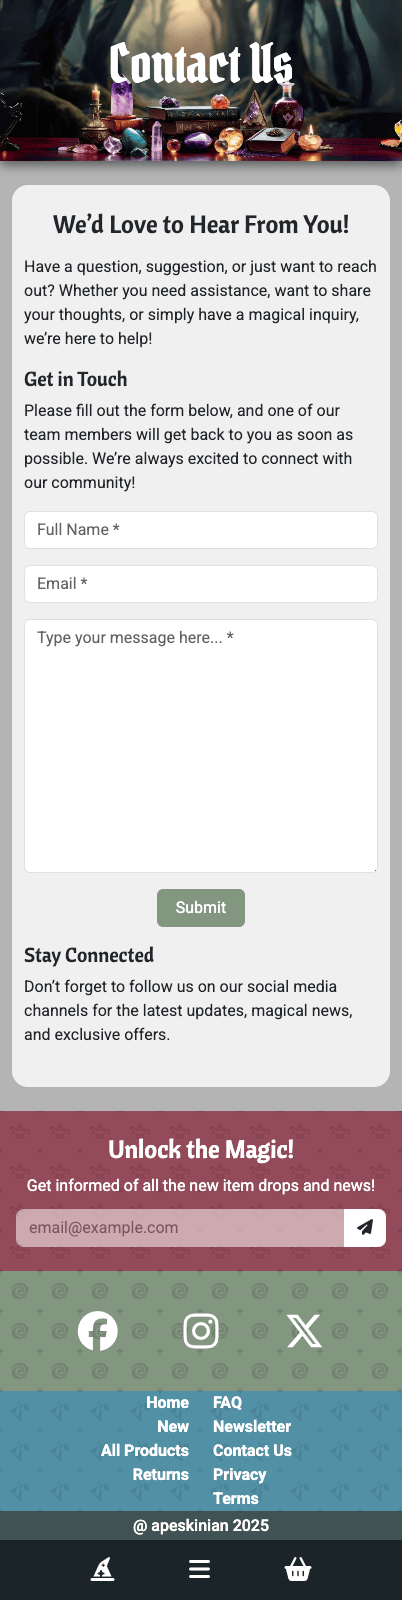 Contact Us
We’d Love to Hear From You!
Have a question, suggestion, or just want to reach
out? Whether you need assistance, want to share
your thoughts, or simply have a magical inquiry,
we’re here to help!
Get in Touch
Please fill out the form below, and one of our
team members will get back to you as soon as
possible. We’re always excited to connect with
our community!
Full Name *
Email *
Type your message here... *
Submit
Stay Connected
Don’t forget to follow us on our social media
channels for the latest updates, magical news,
and exclusive offers.
Unlock the Magic!
Get informed of all the new item drops and news!
email@example.com
Home
New
All Products
Returns
FAQ
Newsletter
Contact Us
Privacy
Terms
@ apeskinian 2025